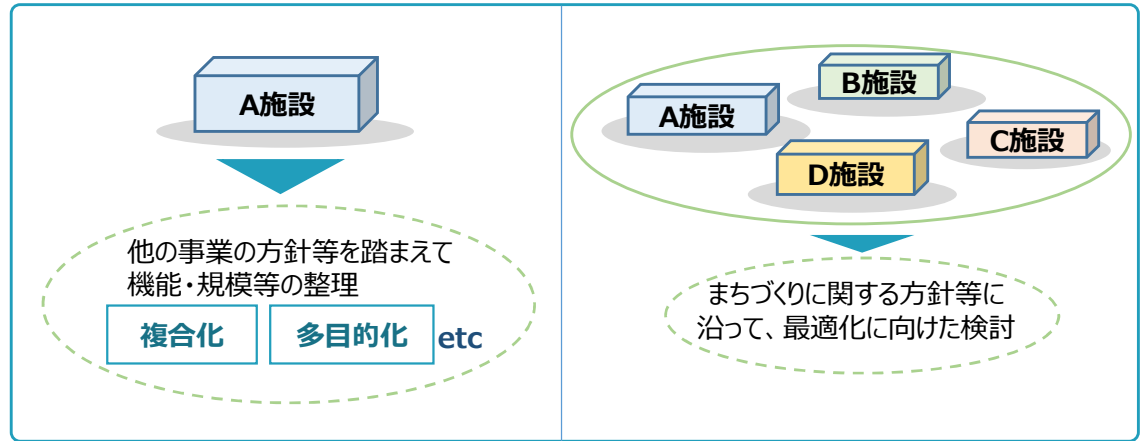 A施設
他の事業の方針等を踏まえて
機能・規模等の整理
複合化
多目的化
etc
A施設
B施設
C施設
D施設
まちづくりに関する方針等に
沿って、最適化に向けた検討